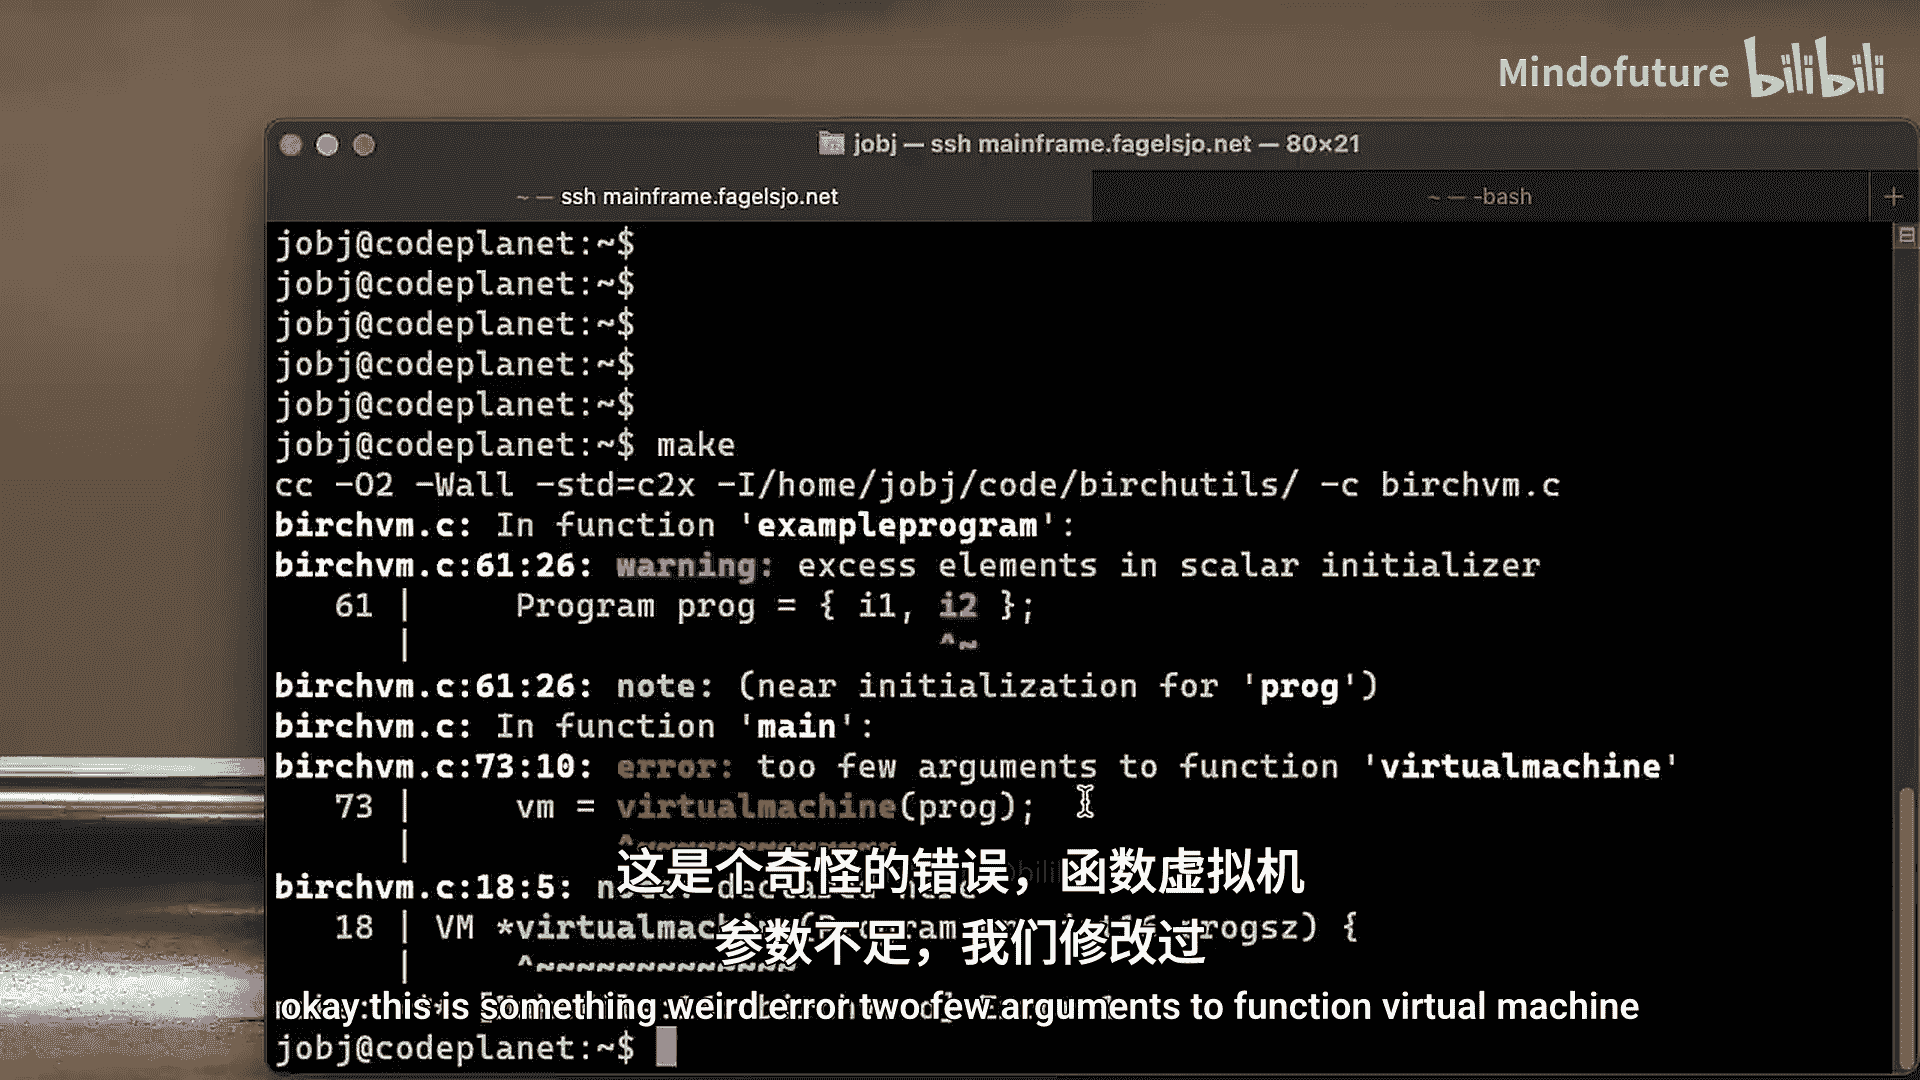 Mindofuture bilibili
jobj — ssh mainframe.fagelsjo.net — 80×21
~ — ssh mainframe.fagelsjo.net
~ — -bash
+
jobj@codeplanet:~$
jobj@codeplanet:~$
jobj@codeplanet:~$
jobj@codeplanet:~$
jobj@codeplanet:~$
jobj@codeplanet:~$ make
cc -O2 -Wall -std=c2x -I/home/jobj/code/birchutils/ -c birchvm.c
birchvm.c: In function 'exampleprogram':
birchvm.c:61:26: warning: excess elements in scalar initializer
61 |     Program prog = { i1, i2 };
|                          ^~
birchvm.c:61:26: note: (near initialization for 'prog')
birchvm.c: In function 'main':
birchvm.c:73:10: error: too few arguments to function 'virtualmachine'
73 |     vm = virtualmachine(prog);
|          ^~~~~~~~~~~~~~
这是个奇怪的错误，函数虚拟机
birchvm.c:18:5: note: declared here
18 | VM *virtualmachine(Program progsz) {
参数不足，我们修改过
|     ^~~~~~~~~~~~~~
okay this is something weird error two few arguments to function virtual machine
jobj@codeplanet:~$